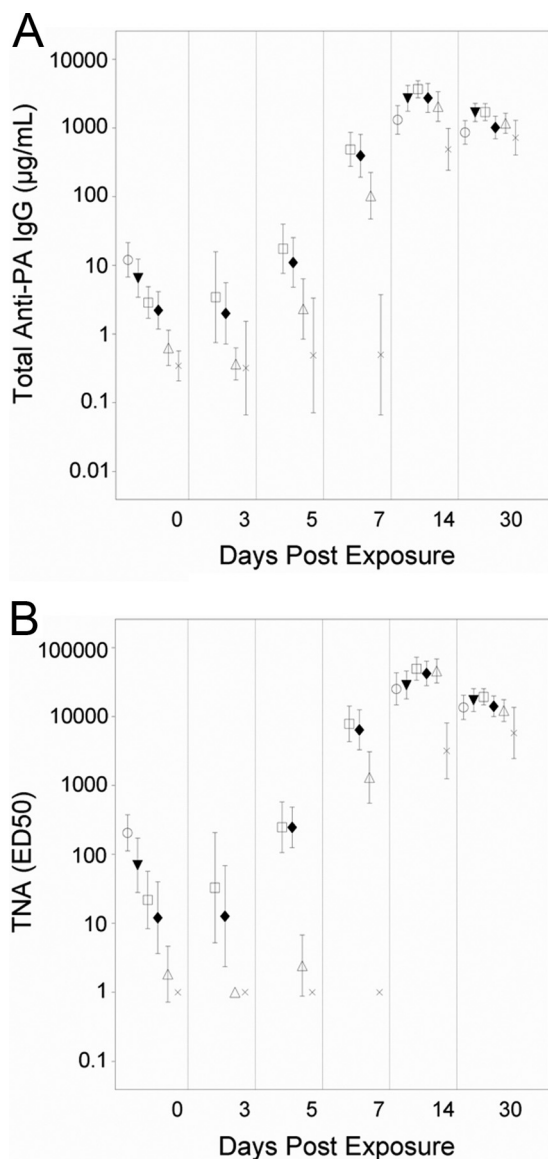 A
10000
1000
100
10
1
0.1
0.01
Total Anti-PA IgG (µg/mL)
0 3 5 7 14 30
Days Post Exposure
B
100000
10000
1000
100
10
1
0.1
TNA (ED50)
0 3 5 7 14 30
Days Post Exposure